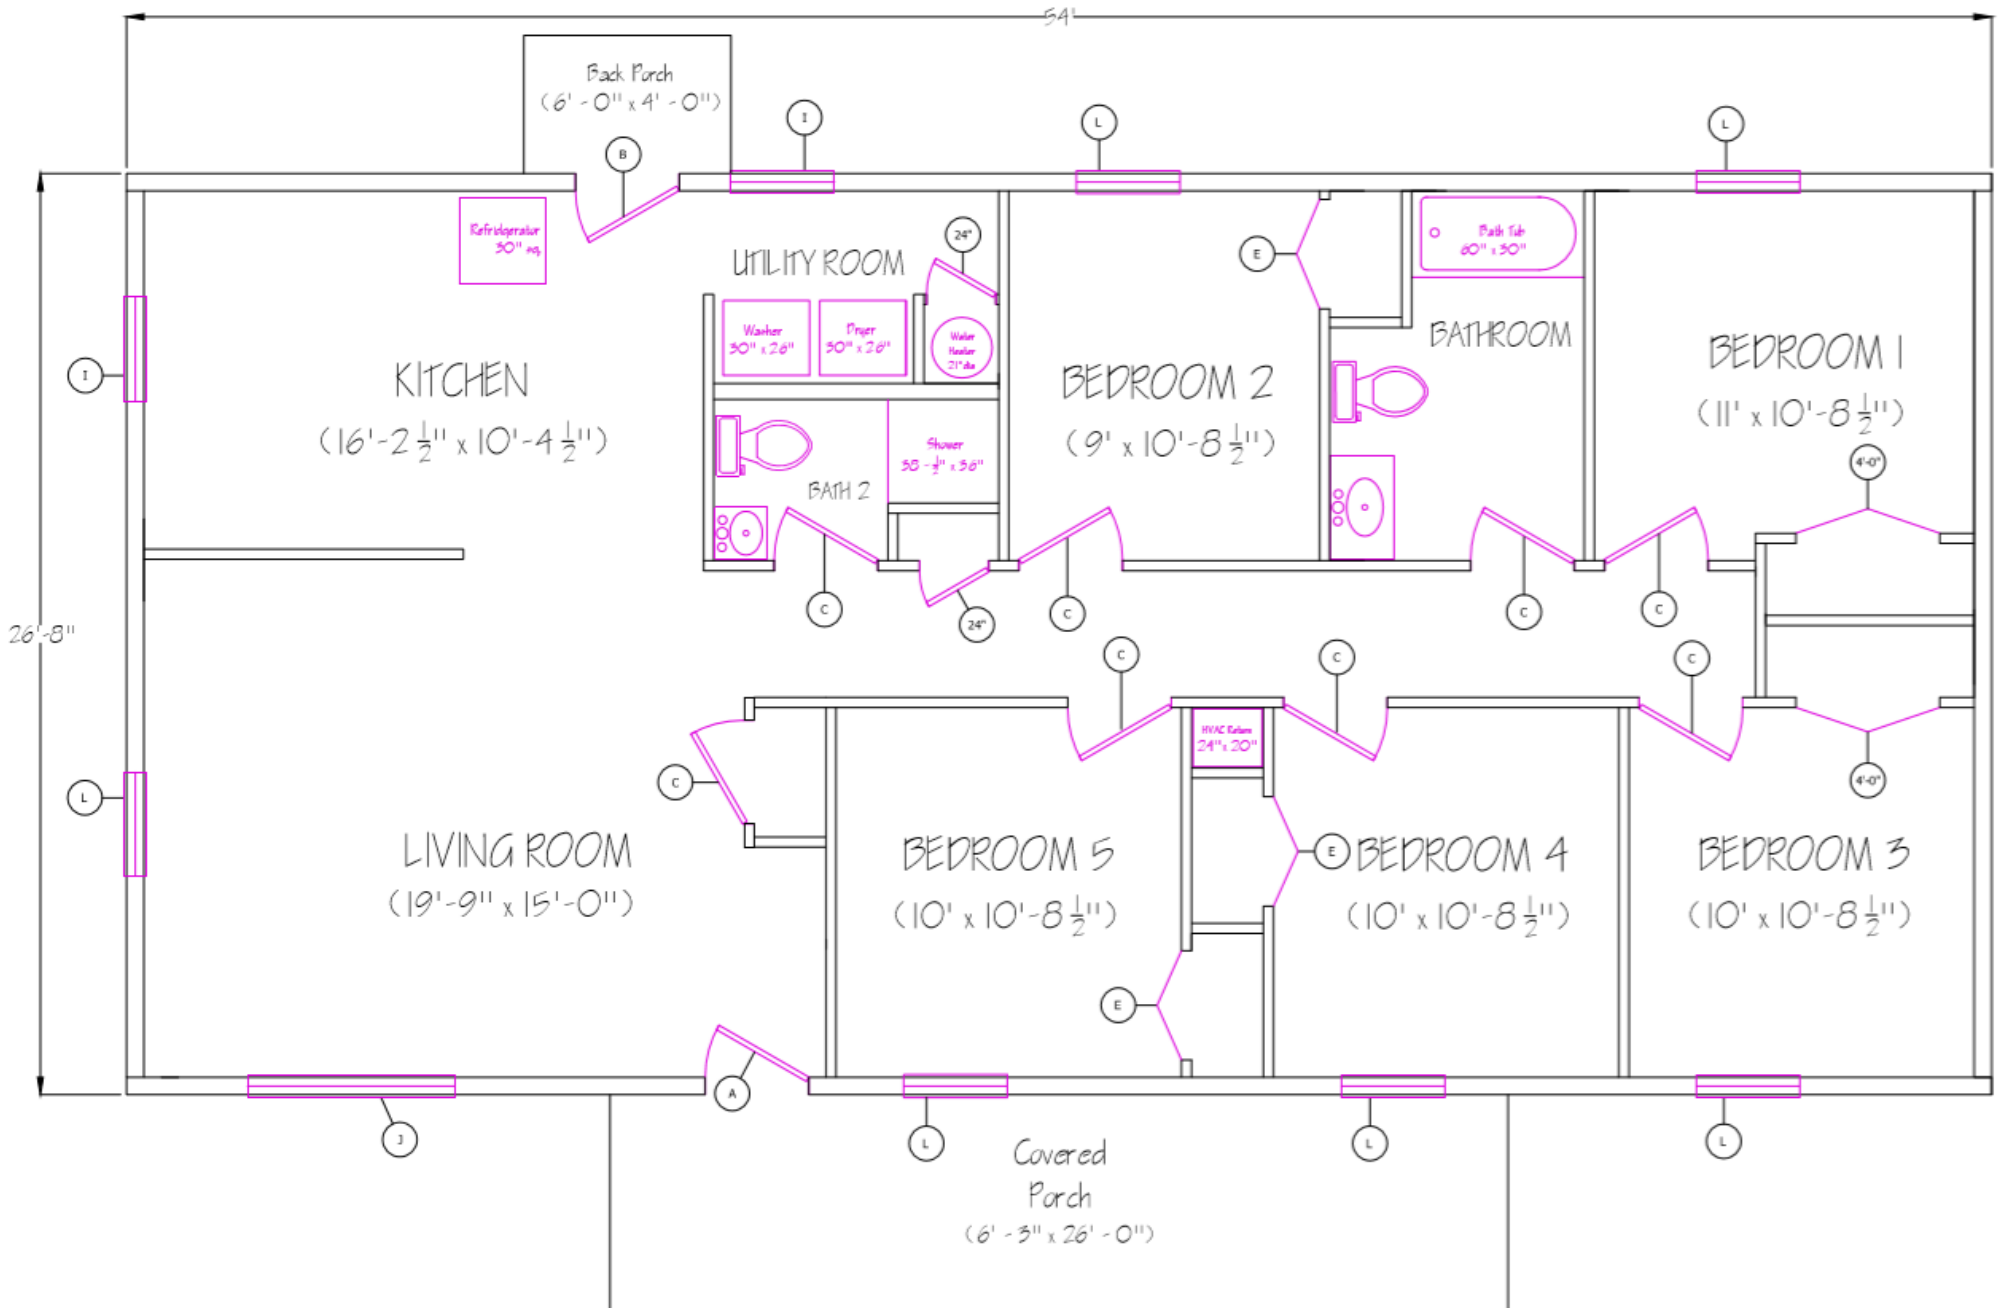 54'
Back Porch
(6' - 0" x 4' - 0")
B
I
L
L
Refridgerator
30" sq.
24"
UTILITY ROOM
E
Bath Tub
60" x 30"
Washer
30" x 26"
Dryer
30" x 26"
Water
Heater
21" dia
BATHROOM
I
KITCHEN
(16'-2 1/2" x 10'-4 1/2")
BEDROOM 2
(9' x 10'-8 1/2")
BEDROOM 1
(11' x 10'-8 1/2")
Shower
38 - 1/2" x 36"
BATH 2
4'-0"
26'-8"
C
24"
C
C
C
C
C
C
HVAC Return
24" x 20"
C
4'-0"
L
LIVING ROOM
(19'-9" x 15'-0")
BEDROOM 5
(10' x 10'-8 1/2")
E
BEDROOM 4
(10' x 10'-8 1/2")
BEDROOM 3
(10' x 10'-8 1/2")
E
A
J
L
L
L
Covered
Porch
(6' - 3" x 26' - 0")